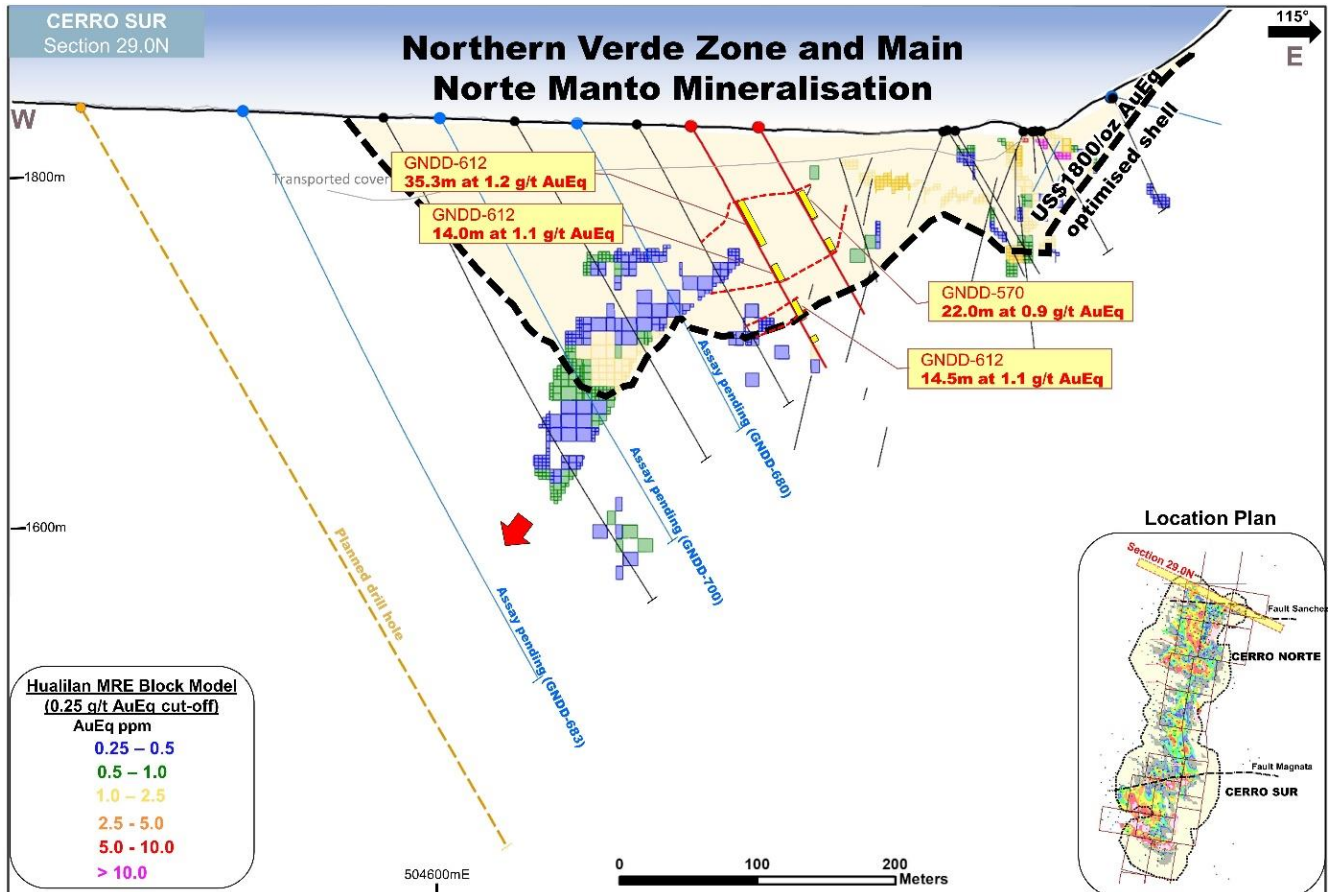 CERRO SUR
Section 29.0N
Northern Verde Zone and Main
Norte Manto Mineralisation
115°
E
W
1800m
Transported cover
GNDD-612
35.3m at 1.2 g/t AuEq
GNDD-612
14.0m at 1.1 g/t AuEq
US$1800/oz AuEq
optimised shell
GNDD-570
22.0m at 0.9 g/t AuEq
GNDD-612
14.5m at 1.1 g/t AuEq
Assay pending (GNDD-680)
Assay pending (GNDD-700)
Assay pending (GNDD-683)
Planned drill hole
1600m
Hualilan MRE Block Model
(0.25 g/t AuEq cut-off)
AuEq ppm
0.25 – 0.5
0.5 – 1.0
1.0 – 2.5
2.5 - 5.0
5.0 - 10.0
> 10.0
504600mE
0 100 200
Meters
Location Plan
Section 29.0N
Fault Sanchez
CERRO NORTE
Fault Magnata
CERRO SUR